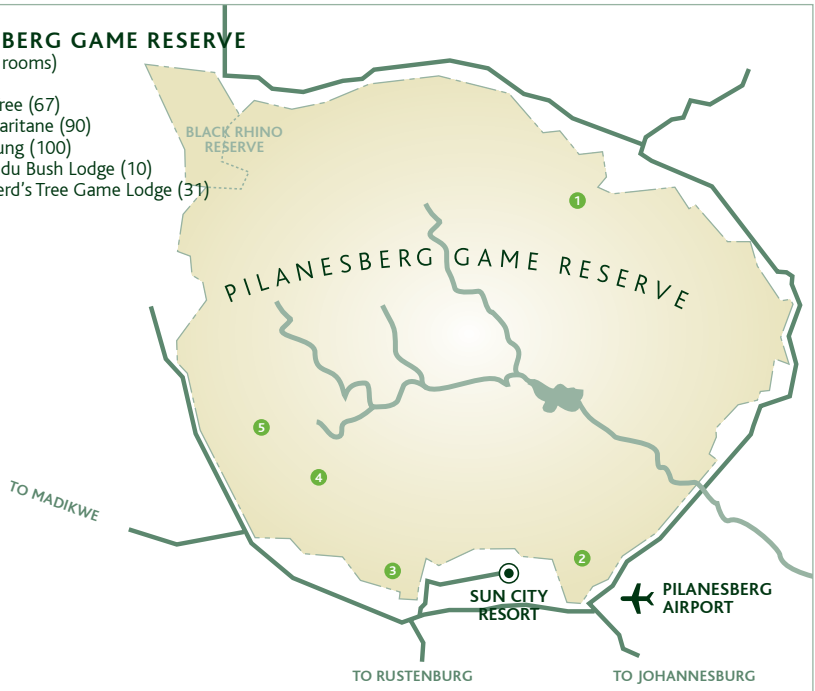 BERG GAME RESERVE
rooms)
ree (67)
aritane (90)
ung (100)
du Bush Lodge (10)
erd's Tree Game Lodge (31)
BLACK RHINO
RESERVE
1
PILANESBERG GAME RESERVE
5
4
TO MADIKWE
3
2
SUN CITY
RESORT
PILANESBERG
AIRPORT
TO RUSTENBURG
TO JOHANNESBURG